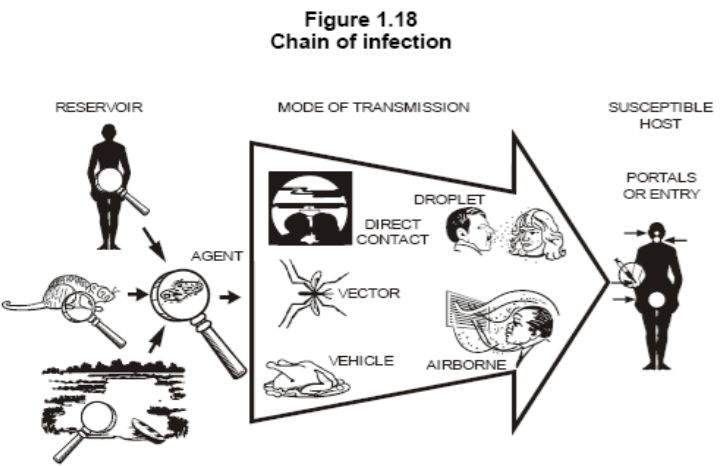 Figure 1.18
Chain of infection
RESERVOIR
MODE OF TRANSMISSION
SUSCEPTIBLE
HOST
PORTALS
OR ENTRY
AGENT
DIRECT
CONTACT
DROPLET
VECTOR
VEHICLE
AIRBORNE